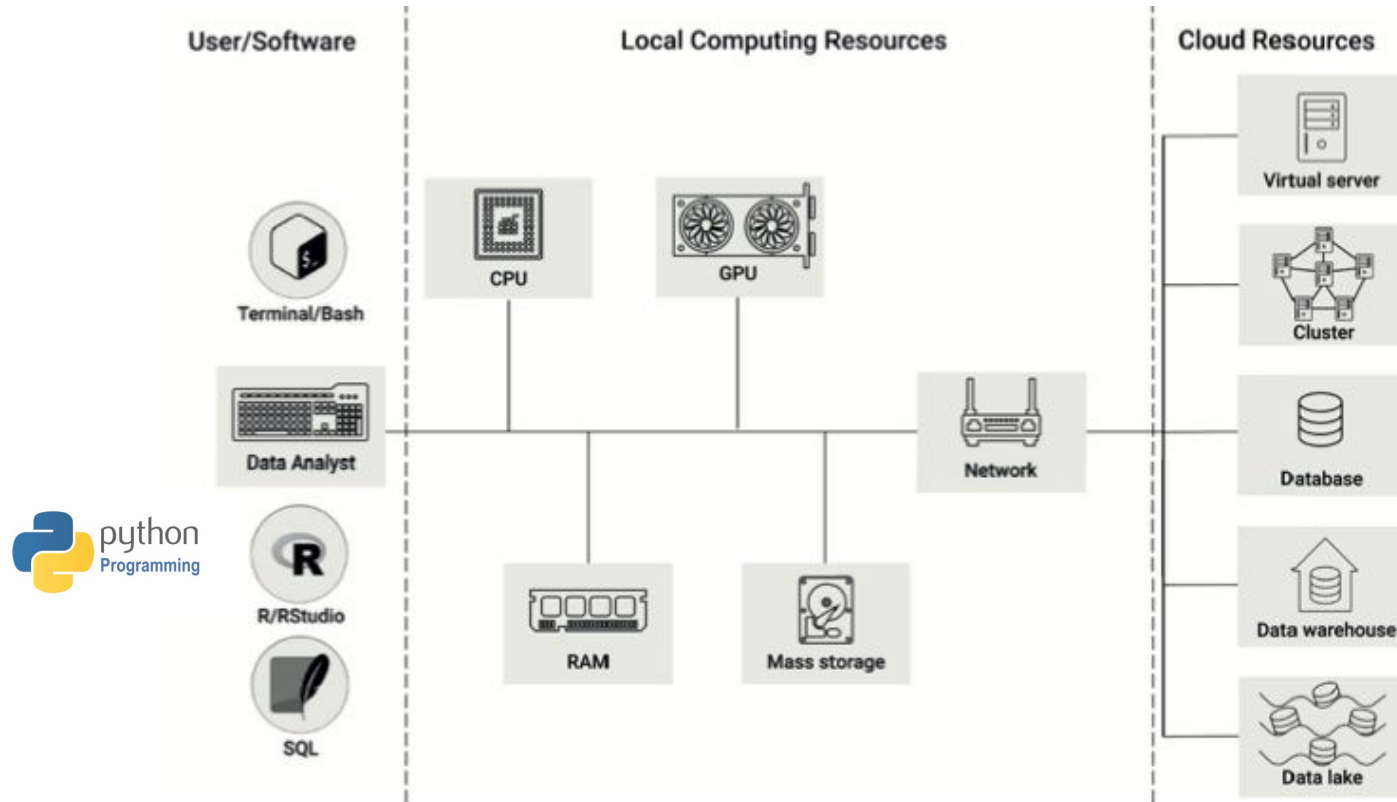 User/Software
Local Computing Resources
Cloud Resources
Virtual server
CPU
GPU
$_
Terminal/Bash
Cluster
Data Analyst
Network
Database
python
Programming
R
R/RStudio
RAM
Mass storage
Data warehouse
SQL
Data lake